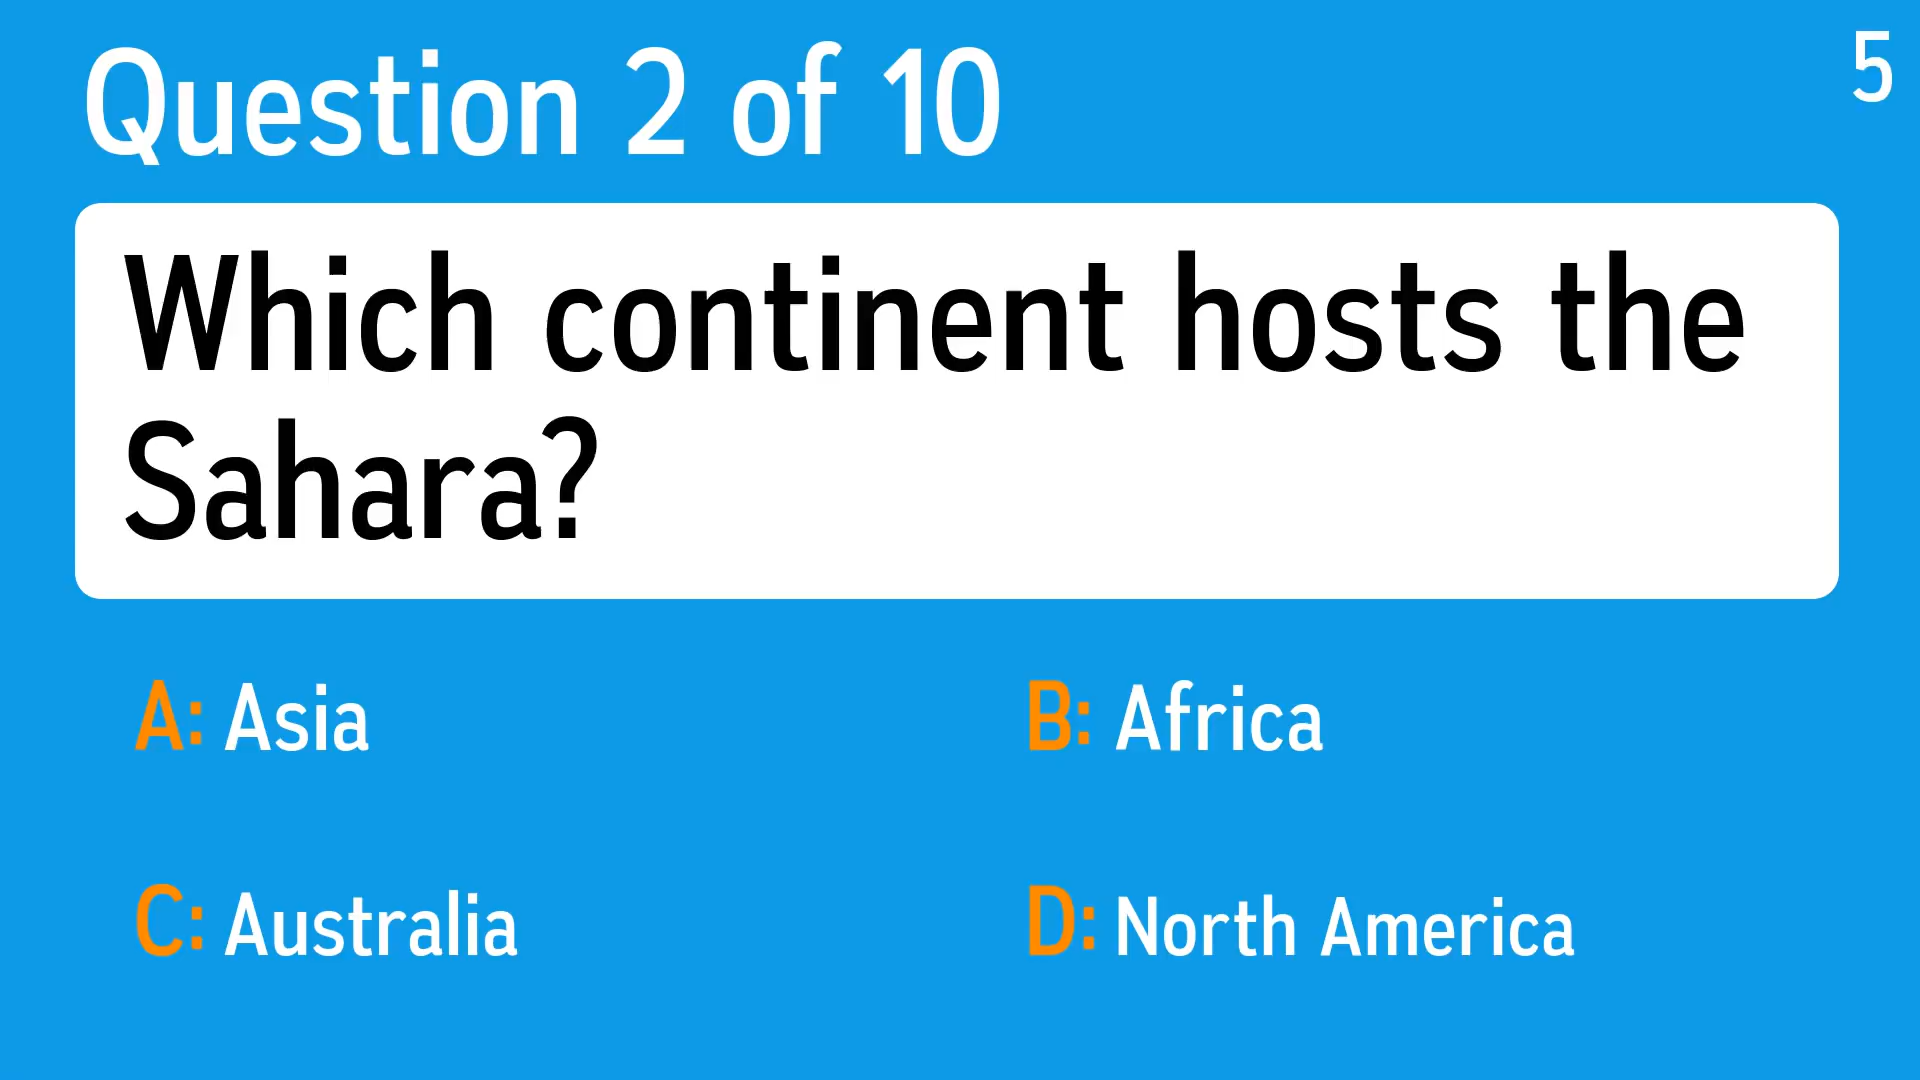 Question 2 of 10
5
Which continent hosts the
Sahara?
A: Asia
B: Africa
C: Australia
D: North America